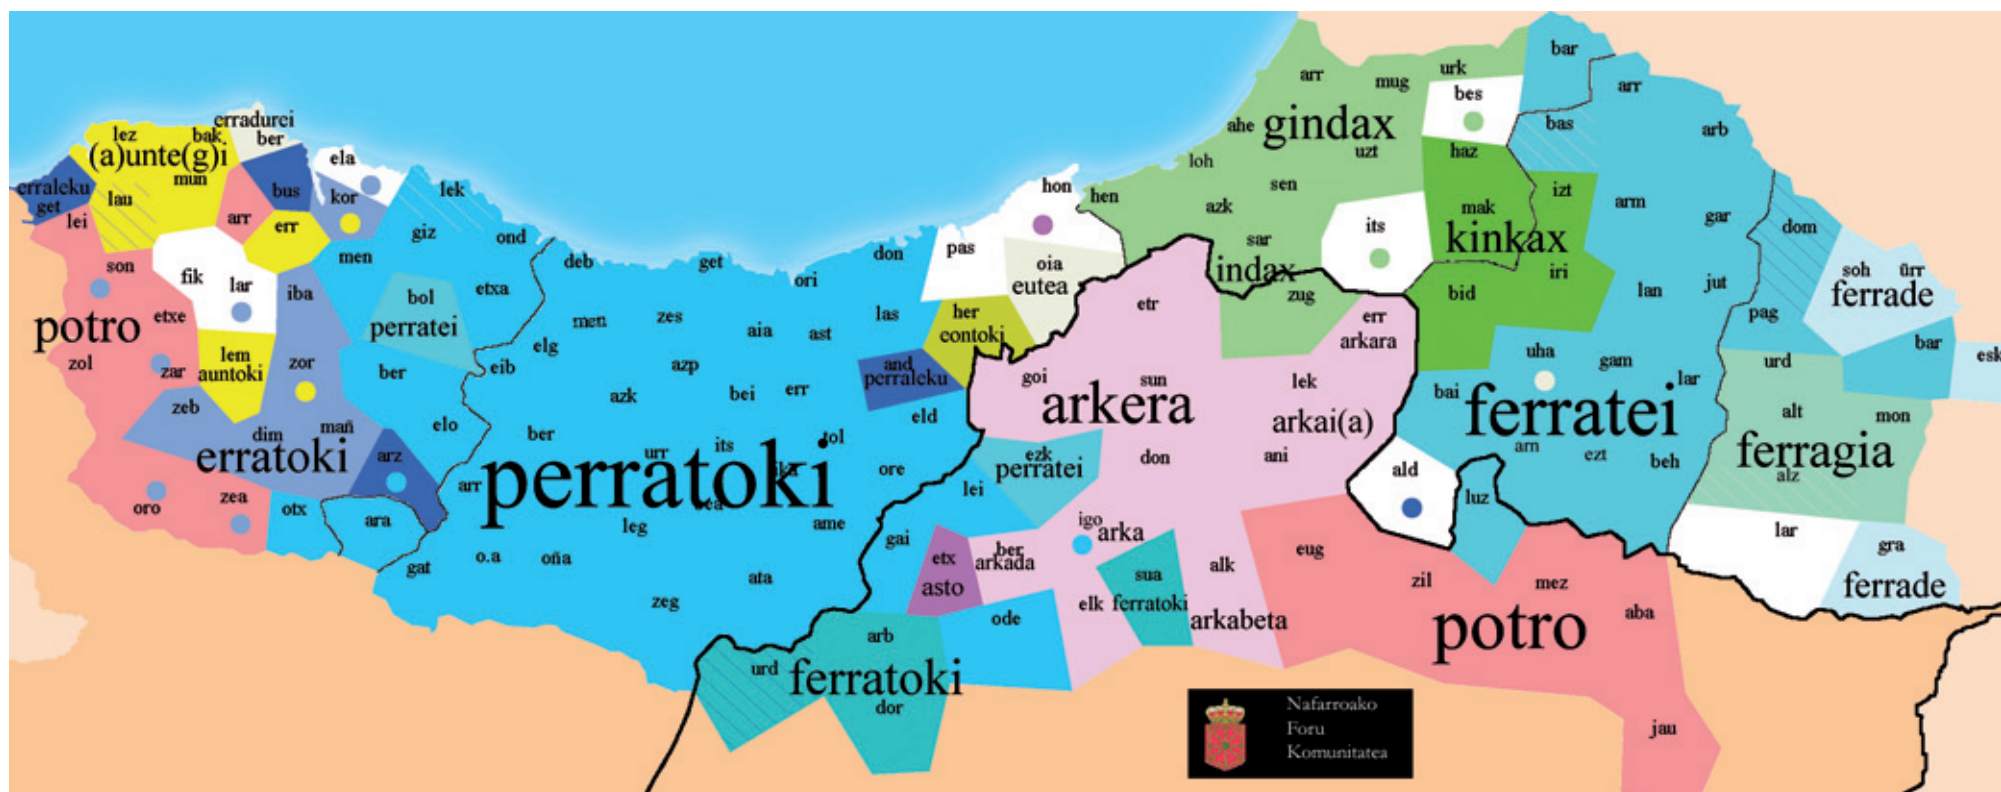 lez
bak
erradurei
ber
(a)unte(g)i
mun
erraleku
get
lau
lei
arr
bus
err
ela
kor
lek
giz
ond
men
son
fik
lar
iba
bol
perratei
etxa
etxe
potro
zol
zar
lem
auntoki
zor
ber
zeb
dim
mañ
erratoki
arz
elo
oro
zea
otx
ara
deb
get
ori
don
las
men
zes
aia
ast
elg
eib
azp
azk
bei
err
and
perraleku
eld
ber
urr
its
tol
perratoki
arr
ore
leg
ame
gat
o.a
oña
ata
zeg
gai
lei
hon
hen
pas
oia
eutea
her
contoki
arr
mug
urk
bes
ahe
gindax
uzt
loh
sen
azk
its
sar
indax
zug
haz
mak
kinkax
izt
iri
bid
bar
arr
bas
arb
arm
gar
lan
jut
dom
soh
ürr
ferrade
pag
bar
esk
urd
alt
mon
ferragia
alz
lar
gra
ferrade
uha
gam
lar
bai
ferratei
arn
ezt
beh
luz
ald
etr
err
arkara
goi
sun
lek
arkera
arkai(a)
ezk
perratei
don
ani
igo
arka
ber
arkada
etx
asto
sua
ferratoki
alk
elk
arkabeta
ode
arb
urd
ferratoki
dor
eug
zil
mez
aba
potro
jau
Nafarroako
Foru
Komunitatea